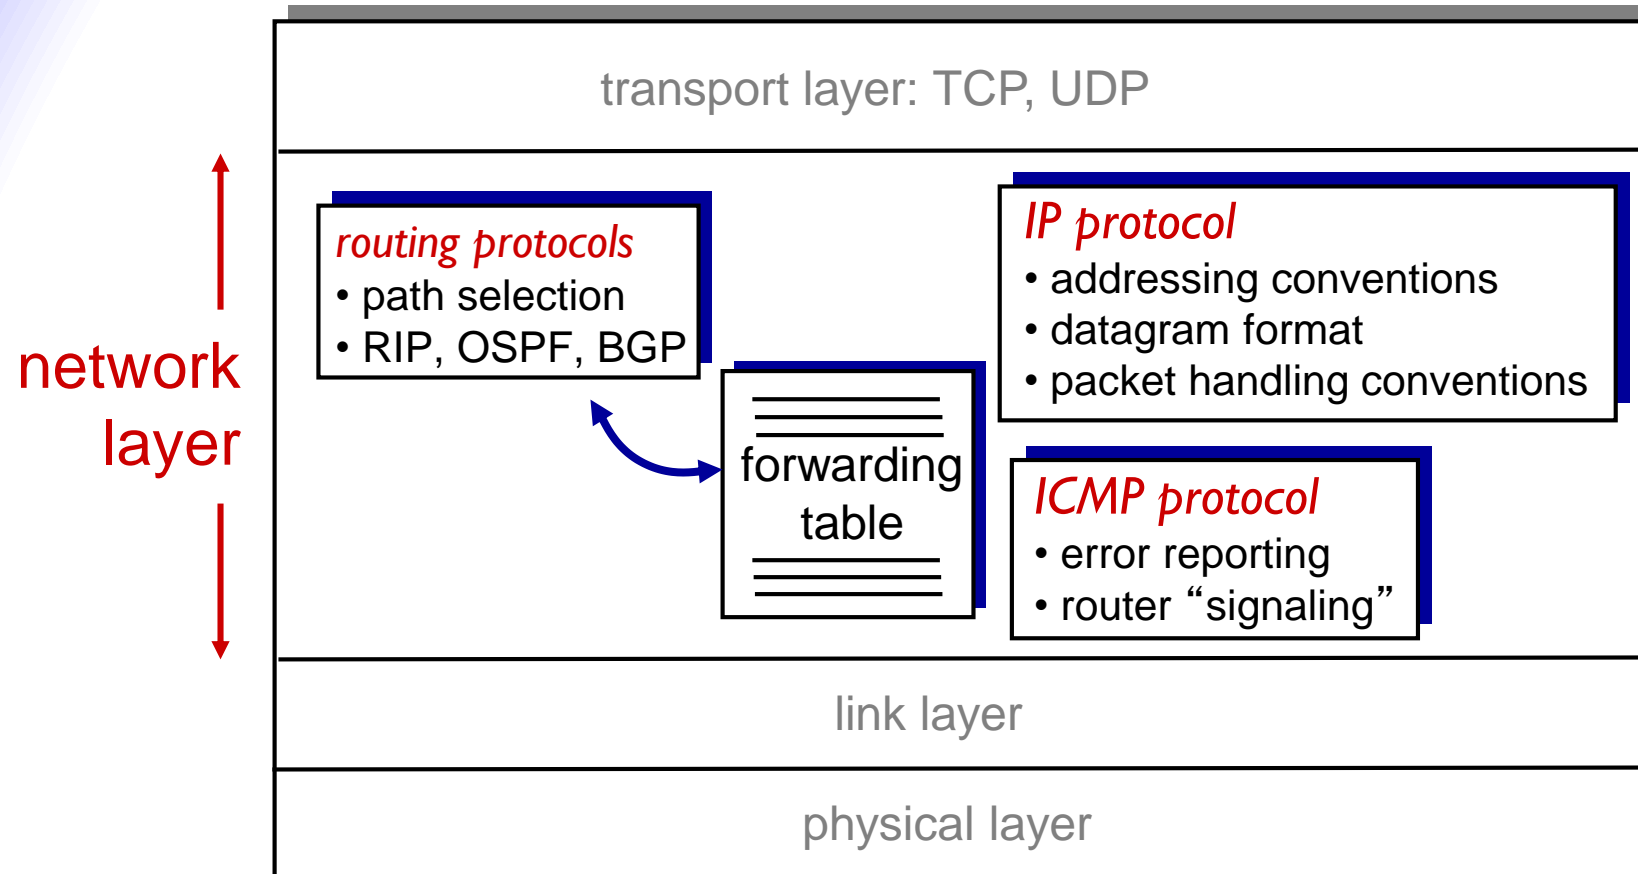 transport layer: TCP, UDP
network
layer
routing protocols
• path selection
• RIP, OSPF, BGP
forwarding
table
IP protocol
• addressing conventions
• datagram format
• packet handling conventions
ICMP protocol
• error reporting
• router “signaling”
link layer
physical layer